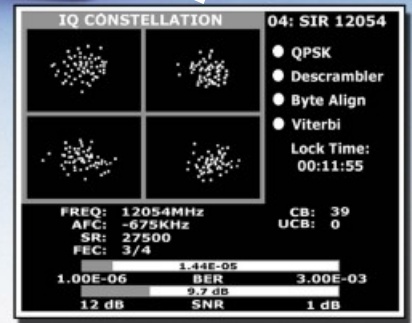 IQ CONSTELLATION
04: SIR 12054
QPSK
Descrambler
Byte Align
Viterbi
Lock Time:
00:11:55
FREQ: 12054MHz CB: 39
AFC: -675KHz UCB: 0
SR: 27500
FEC: 3/4
1.44E-05
1.00E-06 BER 3.00E-03
9.7 dB
12 dB SNR 1 dB